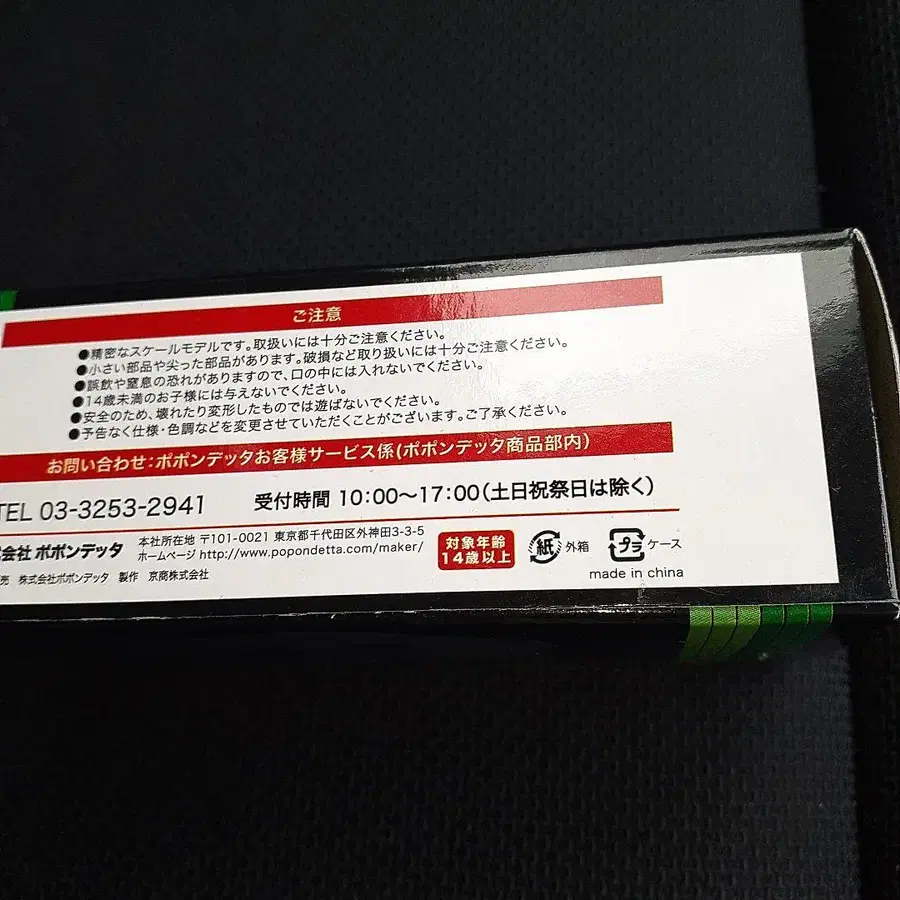 ご注意
●精密なスケールモデルです。取扱いには十分ご注意ください。
●小さい部品や尖った部品があります。破損など取り扱いには十分ご注意ください。
●誤飲や窒息の恐れがありますので、口の中には入れないでください。
●14歳未満のお子様には与えないでください。
●安全のため、壊れたり変形したものでは遊ばないでください。
●予告なく仕様・色調などを変更させていただくことがございます。ご了承ください。
お問い合わせ：ポポンデッタお客様サービス係(ポポンデッタ商品部内)
TEL 03-3253-2941 受付時間 10:00〜17:00(土日祝祭日は除く)
会社 ポポンデッタ 本社所在地 〒101-0021 東京都千代田区外神田3-3-5
ホームページ http://www.popondetta.com/maker/
対象年齢
14歳以上
紙 外箱
プラ ケース
売 株式会社ポポンデッタ 製作 京商株式会社
made in china